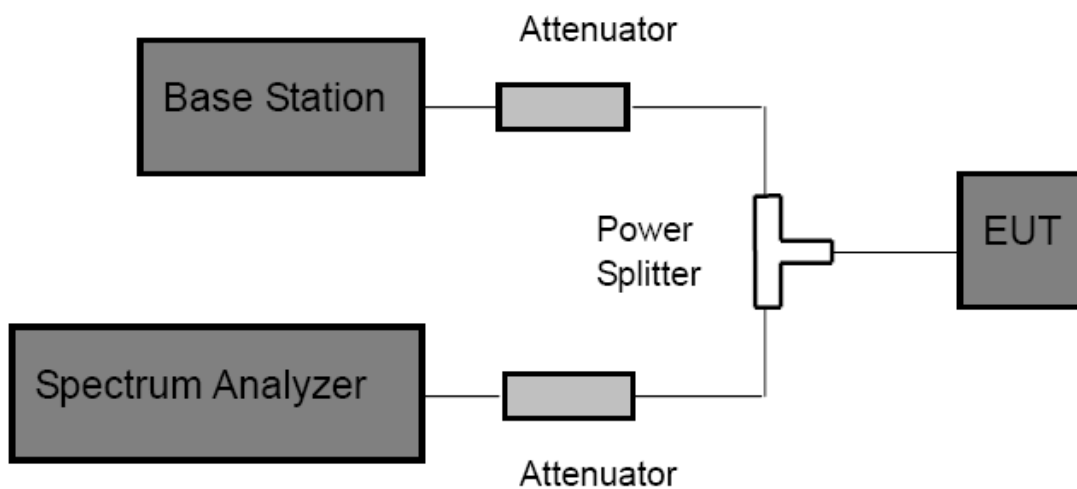 Attenuator
Base Station
Power
Splitter
EUT
Spectrum Analyzer
Attenuator